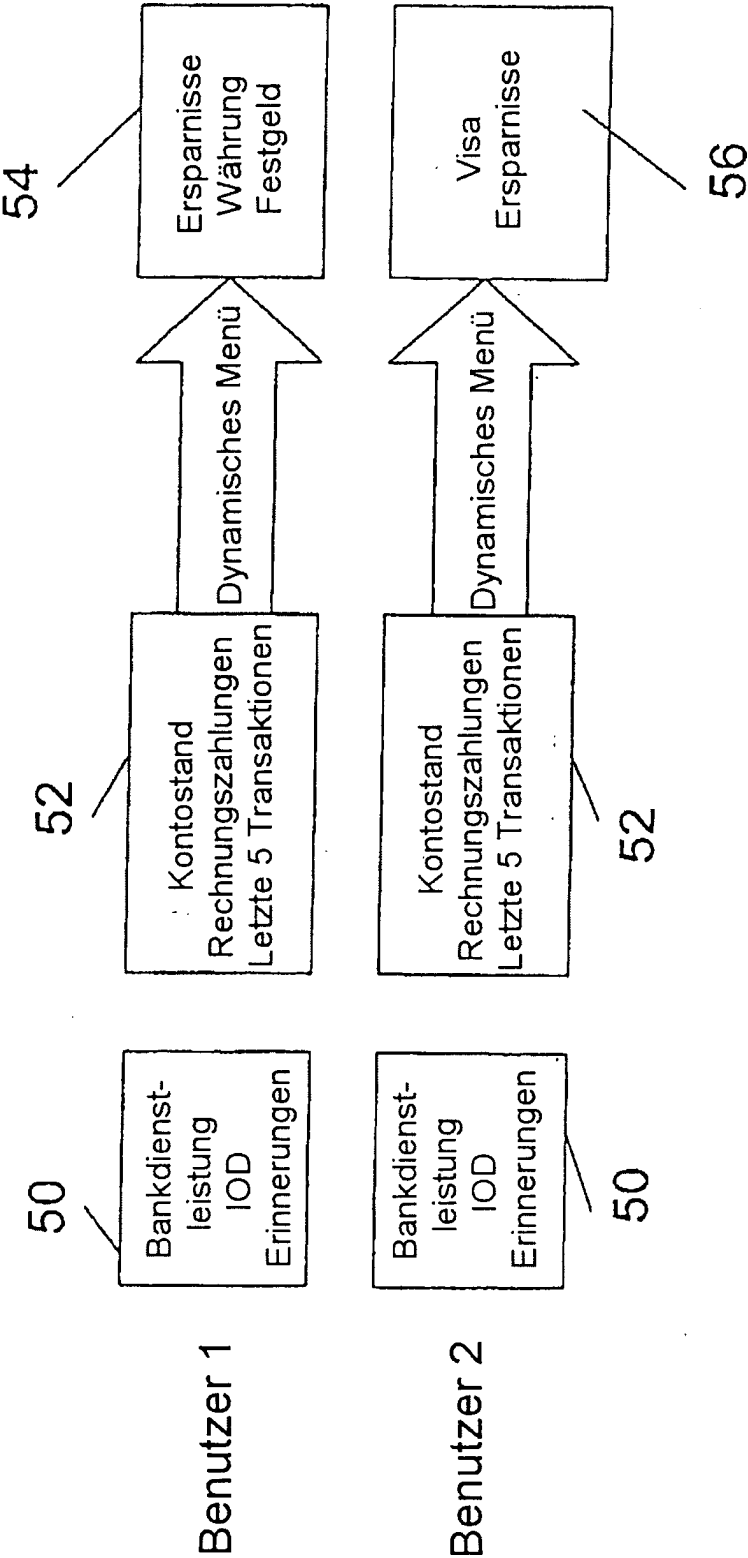 54
Ersparnisse
Währung
Festgeld
Dynamisches Menü
52
Kontostand
Rechnungszahlungen
Letzte 5 Transaktionen
50
Bankdienst-
leistung
IOD
Erinnerungen
Benutzer 1
Visa
Ersparnisse
56
Dynamisches Menü
Kontostand
Rechnungszahlungen
Letzte 5 Transaktionen
52
Bankdienst-
leistung
IOD
Erinnerungen
50
Benutzer 2